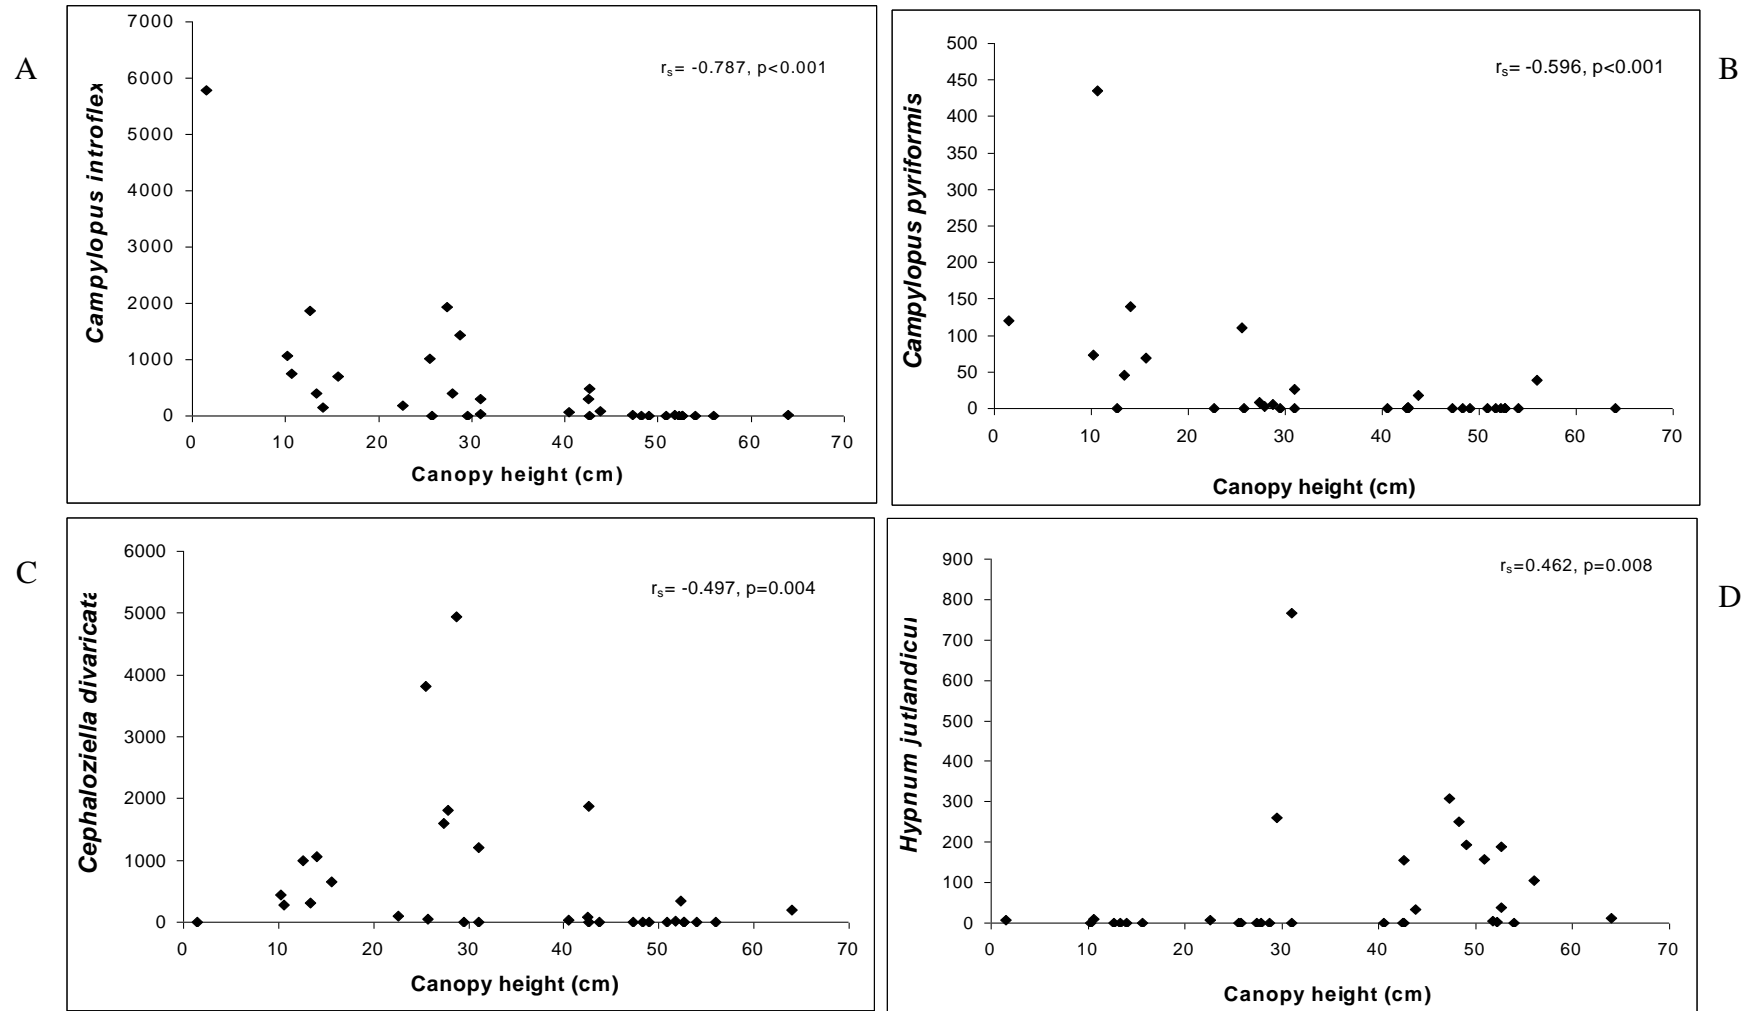 A
7000
6000
5000
4000
3000
2000
1000
0
rs= -0.787, p<0.001
Campylopus introflex
0 10 20 30 40 50 60 70
Canopy height (cm)
B
500
450
400
350
300
250
200
150
100
50
0
rs= -0.596, p<0.001
Campylopus pyriformis
0 10 20 30 40 50 60 70
Canopy height (cm)
C
6000
5000
4000
3000
2000
1000
0
rs= -0.497, p=0.004
Cephaloziella divaricata
0 10 20 30 40 50 60 70
Canopy height (cm)
D
900
800
700
600
500
400
300
200
100
0
rs=0.462, p=0.008
Hypnum jutlandicu
0 10 20 30 40 50 60 70
Canopy height (cm)